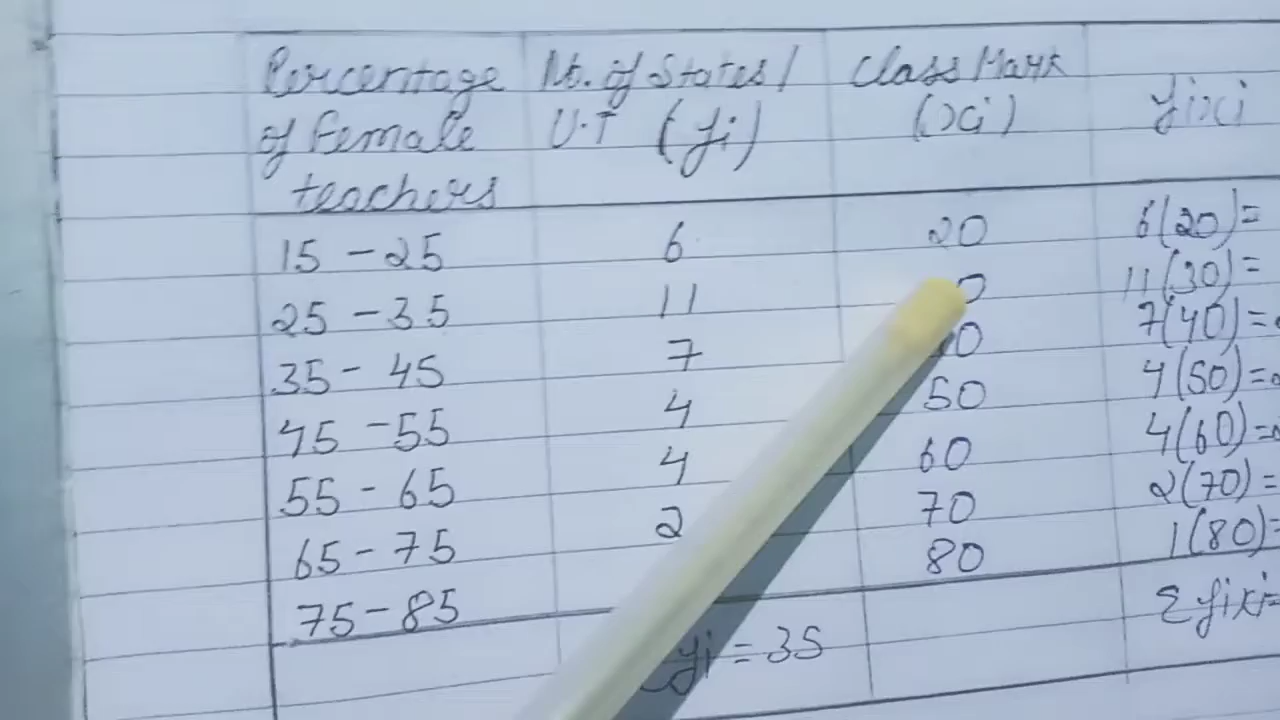 Percentage of Female teachers | No. of States/ U.T (fi) | Class Mark (xi) | fixi
15 - 25 | 6 | 20 | 6(20)=
25 - 35 | 11 | 0 | 11(30)=
35 - 45 | 7 | 0 | 7(40)=
45 - 55 | 4 | 50 | 4(50)=
55 - 65 | 4 | 60 | 4(60)=
65 - 75 | 2 | 70 | 2(70)=
75 - 85 | 80 | 1(80)=
fi = 35 | Σfixi=